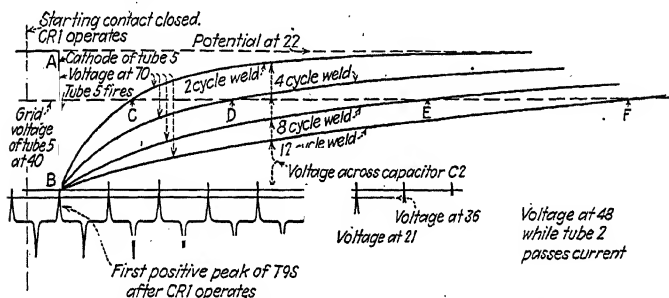 Starting contact closed.
CR1 operates
Potential at 22
A
Cathode of tube 5
Voltage at 70
Tube 5 fires
2 cycle weld
4 cycle weld
C
D
E
F
Grid
voltage
of tube 5
at 40
8 cycle weld
12 cycle weld
B
Voltage across capacitor C2
Voltage at 36
Voltage at 21
Voltage at 48
while tube 2
passes current
First positive peak of T9S
after CR1 operates